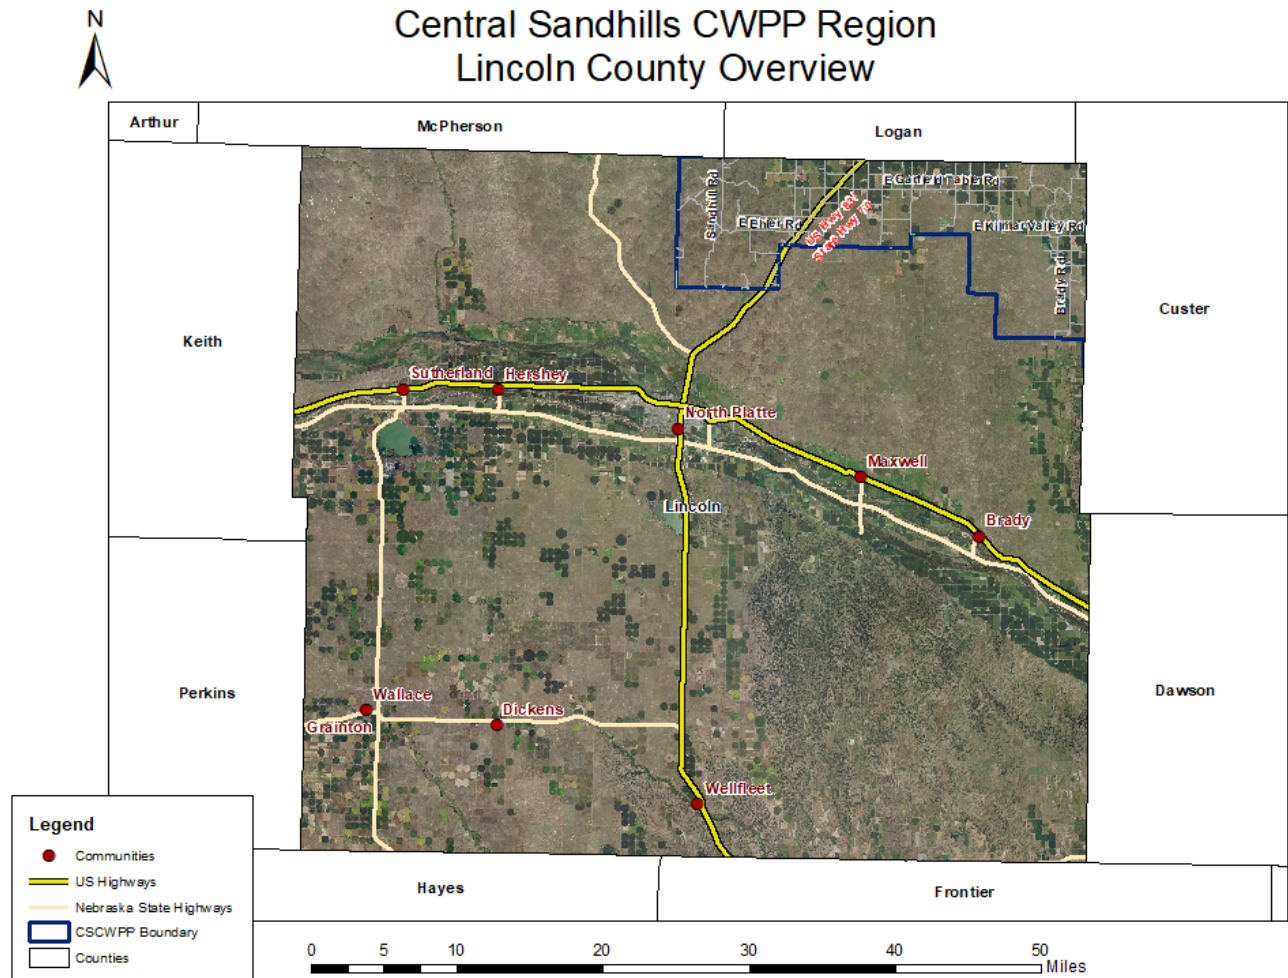 Central Sandhills CWPP Region
Lincoln County Overview
N
Arthur
McPherson
Logan
E Garfield Table Rd
Sandhill Rd
E Ehler Rd
US Hwy 83/
State Hwy 70
E Kilmer Valley Rd
Brady Rd
Keith
Custer
Sutherland
Hershey
North Platte
Maxwell
Lincoln
Brady
Perkins
Dawson
Wallace
Grainton
Dickens
Wellfleet
Hayes
Frontier
Legend
Communities
US Highways
Nebraska State Highways
CSCWPP Boundary
Counties
0 5 10 20 30 40 50
Miles